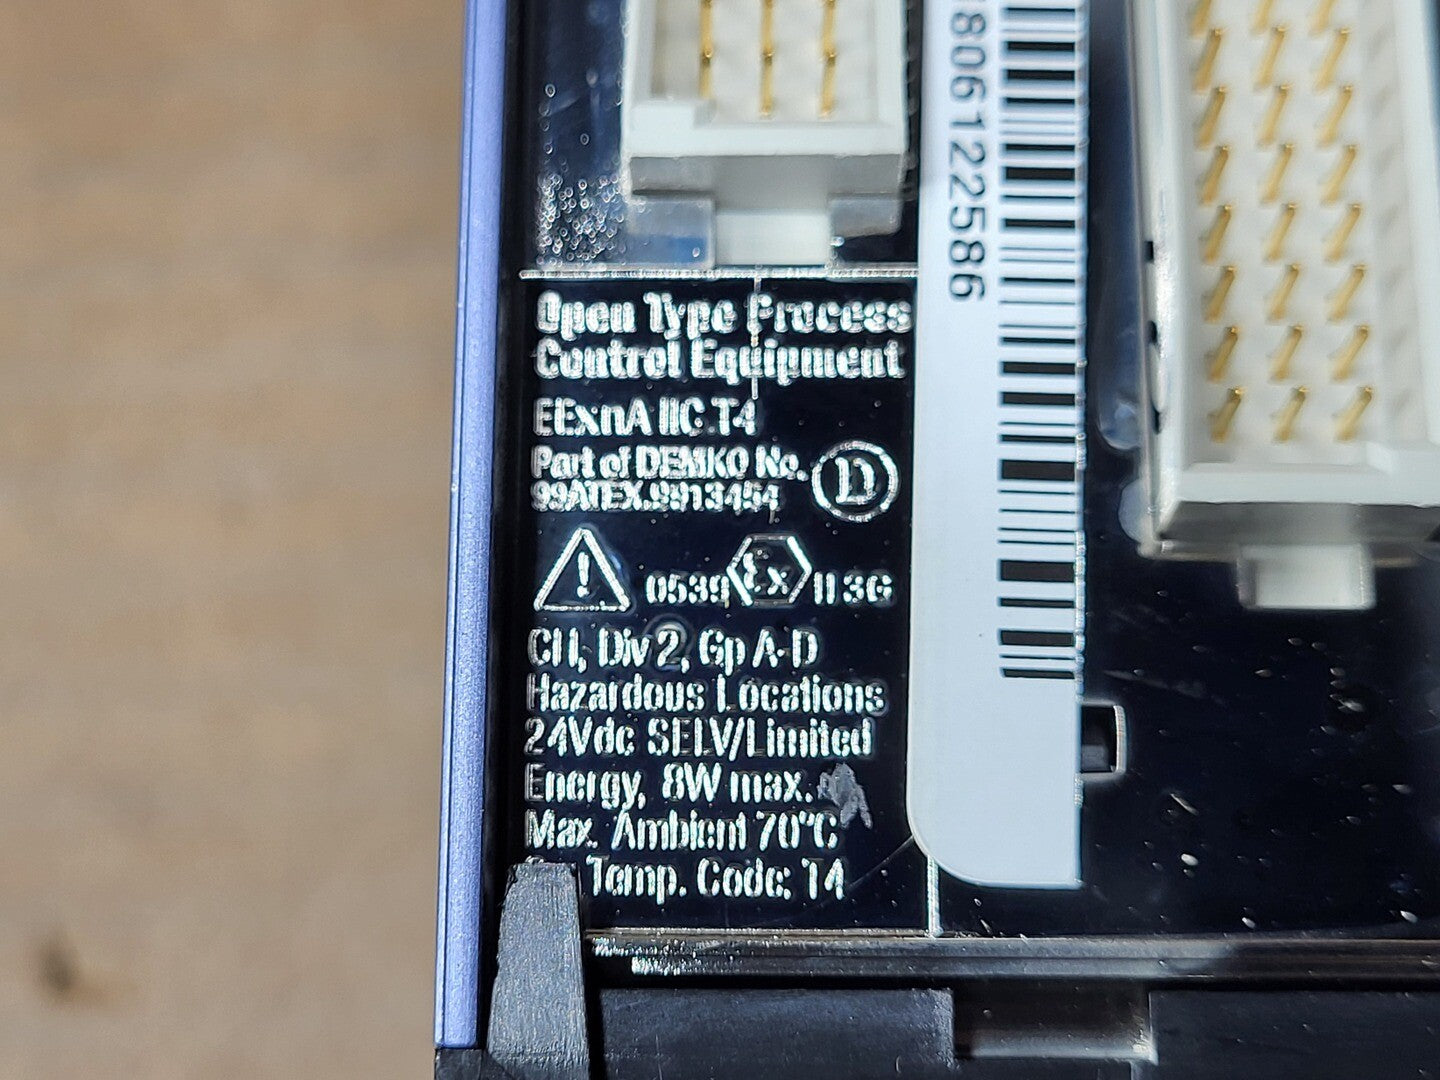 806122586
Open Type Process
Control Equipment
EExnA IIC T4
Part of DEMKO No.
99ATEX.9913454
D
0539 Ex II 3G
Cl I, Div 2, Gp A-D
Hazardous Locations
24Vdc SELV/Limited
Energy, 8W max.
Max. Ambient 70°C
Temp. Code: T4